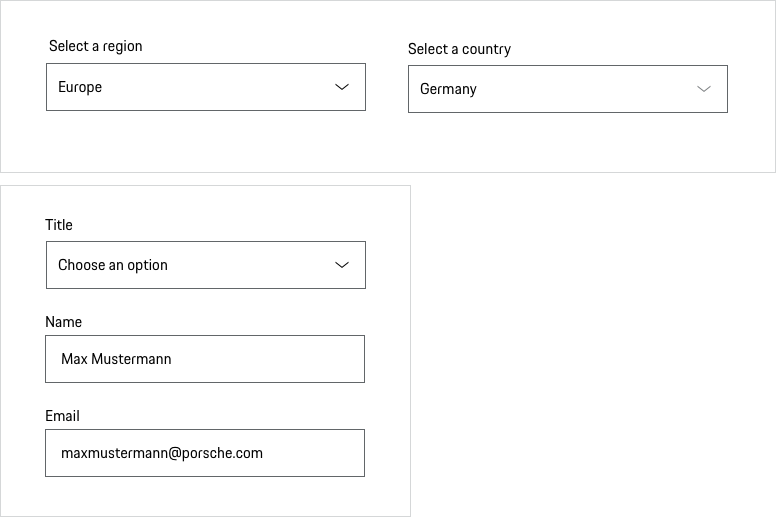 Select a region
Select a country
Europe
Germany
Title
Choose an option
Name
Max Mustermann
Email
maxmustermann@porsche.com